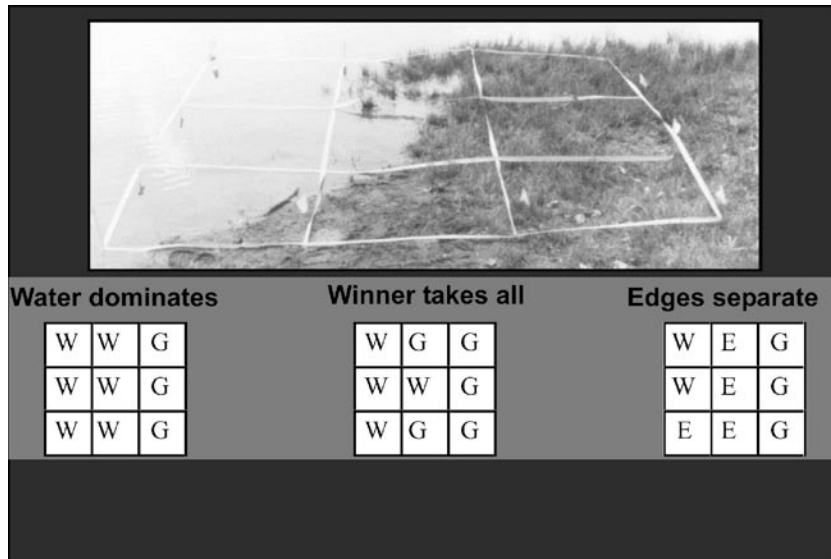 Water dominates Winner takes all Edges separate
W W G W G G W E G
W W G W W G W E G
W W G W G G E E G